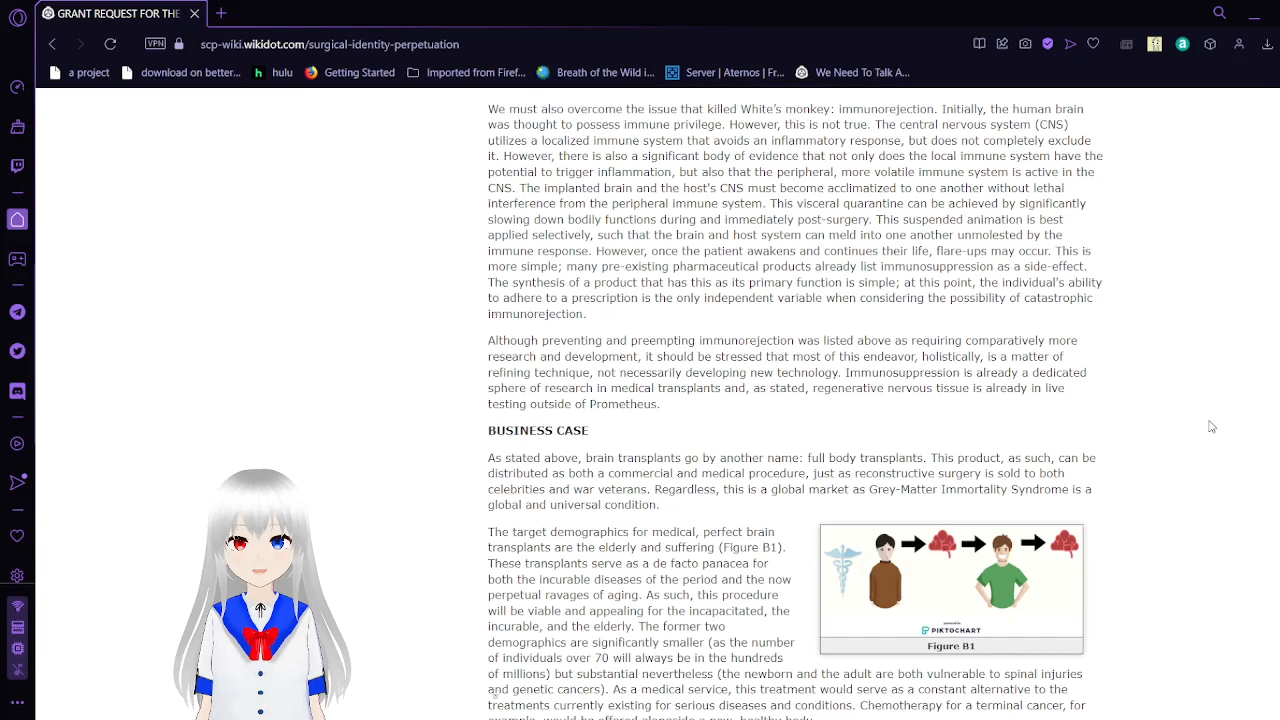 GRANT REQUEST FOR THE
VPN
scp-wiki.wikidot.com/surgical-identity-perpetuation
a project
download on better...
hulu
Getting Started
Imported from Firef...
Breath of the Wild i...
Server | Aternos | Fr...
We Need To Talk A...
We must also overcome the issue that killed White's monkey: immunorejection. Initially, the human brain
was thought to possess immune privilege. However, this is not true. The central nervous system (CNS)
utilizes a localized immune system that avoids an inflammatory response, but does not completely exclude
it. However, there is also a significant body of evidence that not only does the local immune system have the
potential to trigger inflammation, but also that the peripheral, more volatile immune system is active in the
CNS. The implanted brain and the host's CNS must become acclimatized to one another without lethal
interference from the peripheral immune system. This visceral quarantine can be achieved by significantly
slowing down bodily functions during and immediately post-surgery. This suspended animation is best
applied selectively, such that the brain and host system can meld into one another unmolested by the
immune response. However, once the patient awakens and continues their life, flare-ups may occur. This is
more simple; many pre-existing pharmaceutical products already list immunosuppression as a side-effect.
The synthesis of a product that has this as its primary function is simple; at this point, the individual's ability
to adhere to a prescription is the only independent variable when considering the possibility of catastrophic
immunorejection.
Although preventing and preempting immunorejection was listed above as requiring comparatively more
research and development, it should be stressed that most of this endeavor, holistically, is a matter of
refining technique, not necessarily developing new technology. Immunosuppression is already a dedicated
sphere of research in medical transplants and, as stated, regenerative nervous tissue is already in live
testing outside of Prometheus.
BUSINESS CASE
As stated above, brain transplants go by another name: full body transplants. This product, as such, can be
distributed as both a commercial and medical procedure, just as reconstructive surgery is sold to both
celebrities and war veterans. Regardless, this is a global market as Grey-Matter Immortality Syndrome is a
global and universal condition.
The target demographics for medical, perfect brain
transplants are the elderly and suffering (Figure B1).
These transplants serve as a de facto panacea for
both the incurable diseases of the period and the now
perpetual ravages of aging. As such, this procedure
will be viable and appealing for the incapacitated, the
incurable, and the elderly. The former two
demographics are significantly smaller (as the number
of individuals over 70 will always be in the hundreds
of millions) but substantial nevertheless (the newborn and the adult are both vulnerable to spinal injuries
and genetic cancers). As a medical service, this treatment would serve as a constant alternative to the
treatments currently existing for serious diseases and conditions. Chemotherapy for a terminal cancer, for
example, would be offered alongside a new, healthy body.
powered by
PIKTOCHART
Figure B1